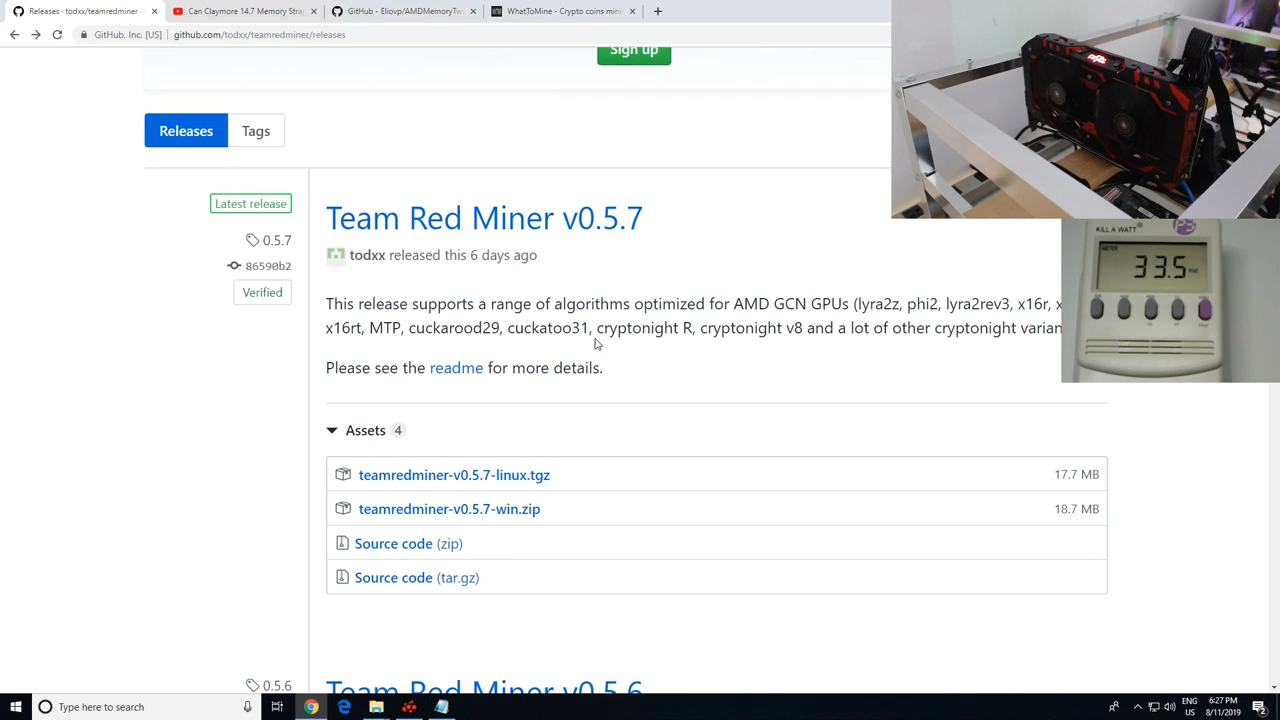 Releases · todxx/teamredminer ·
Can Claymore 14.7 Memory Stra
GitHub - Eliovp/AMDMemoryTw
WhatToMine - Crypto coins mini
GitHub, Inc. [US]
github.com/todxx/teamredminer/releases
Sign up
Releases
Tags
Latest release
0.5.7
86590b2
Verified
Team Red Miner v0.5.7
todxx released this 6 days ago
This release supports a range of algorithms optimized for AMD GCN GPUs (lyra2z, phi2, lyra2rev3, x16r, x
x16rt, MTP, cuckarood29, cuckatoo31, cryptonight R, cryptonight v8 and a lot of other cryptonight varian
Please see the readme for more details.
Assets 4
teamredminer-v0.5.7-linux.tgz
17.7 MB
teamredminer-v0.5.7-win.zip
18.7 MB
Source code (zip)
Source code (tar.gz)
0.5.6
Team Red Miner v0.5.6
KILL A WATT
P3
METER
33.5
Type here to search
ENG
US
6:27 PM
8/11/2019
2